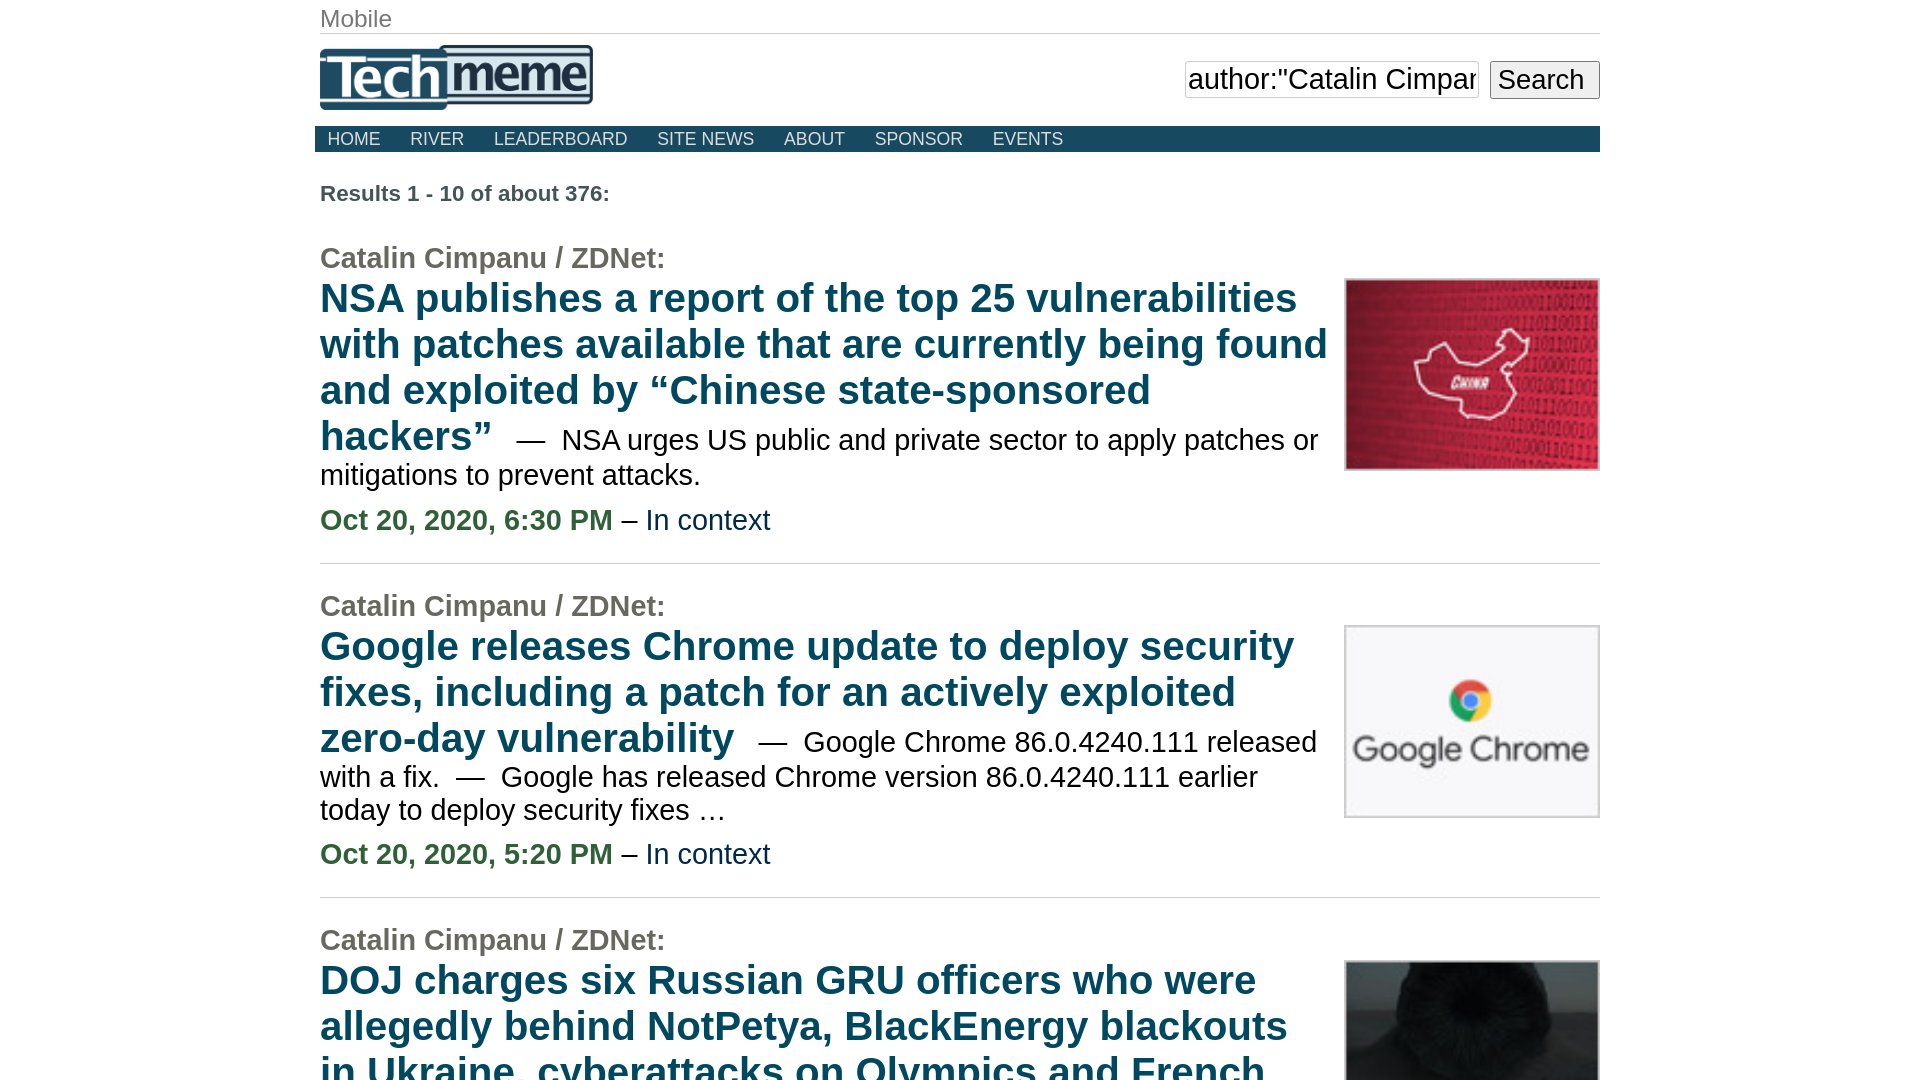 Mobile
Techmeme
author:"Catalin Cimpan
Search
HOME RIVER LEADERBOARD SITE NEWS ABOUT SPONSOR EVENTS
Results 1 - 10 of about 376:
Catalin Cimpanu / ZDNet:
NSA publishes a report of the top 25 vulnerabilities
with patches available that are currently being found
and exploited by “Chinese state-sponsored
hackers” — NSA urges US public and private sector to apply patches or
mitigations to prevent attacks.
CHINA
Oct 20, 2020, 6:30 PM – In context
Catalin Cimpanu / ZDNet:
Google releases Chrome update to deploy security
fixes, including a patch for an actively exploited
zero-day vulnerability — Google Chrome 86.0.4240.111 released
with a fix. — Google has released Chrome version 86.0.4240.111 earlier
today to deploy security fixes …
Google Chrome
Oct 20, 2020, 5:20 PM – In context
Catalin Cimpanu / ZDNet:
DOJ charges six Russian GRU officers who were
allegedly behind NotPetya, BlackEnergy blackouts
in Ukraine, cyberattacks on Olympics and French